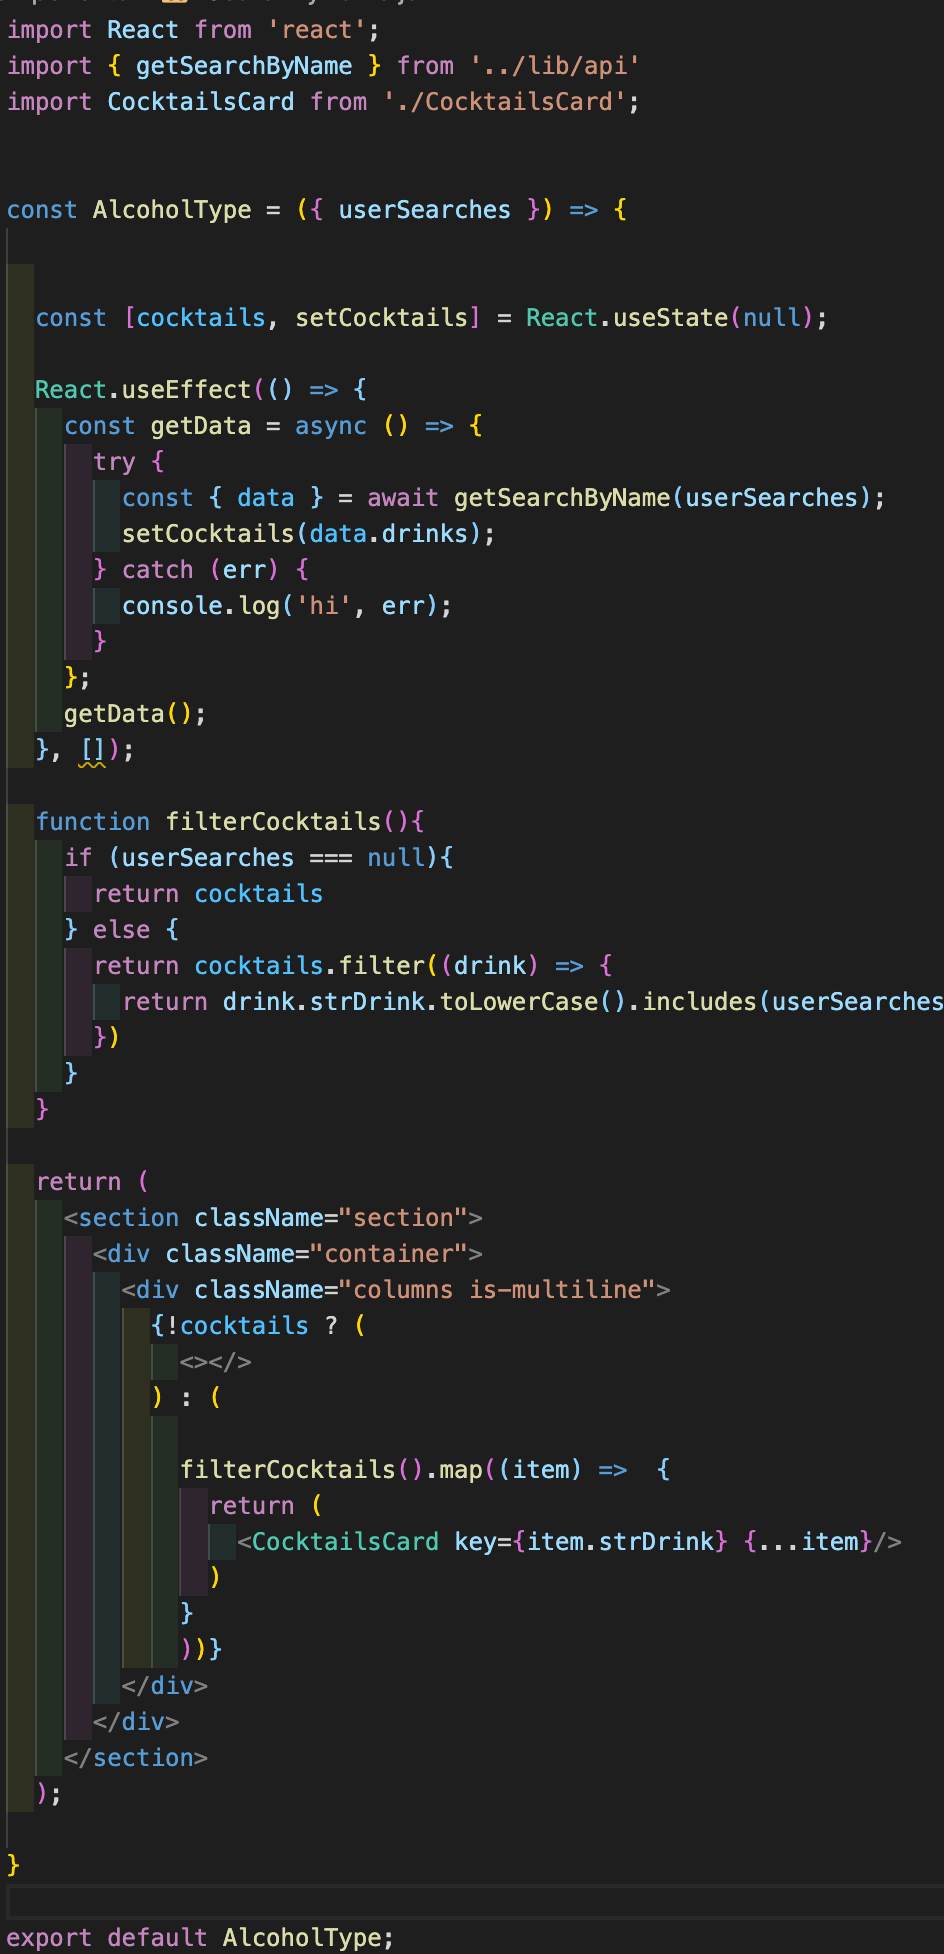 import React from 'react';
import { getSearchByName } from '../lib/api'
import CocktailsCard from './CocktailsCard';
const AlcoholType = ({ userSearches }) => {
const [cocktails, setCocktails] = React.useState(null);
React.useEffect(() => {
const getData = async () => {
try {
const { data } = await getSearchByName(userSearches);
setCocktails(data.drinks);
} catch (err) {
console.log('hi', err);
}
};
getData();
}, []);
function filterCocktails(){
if (userSearches === null){
return cocktails
} else {
return cocktails.filter((drink) => {
return drink.strDrink.toLowerCase().includes(userSearches
})
}
}
return (
<section className="section">
<div className="container">
<div className="columns is-multiline">
{!cocktails ? (
<></>
) : (
filterCocktails().map((item) =>  {
return (
<CocktailsCard key={item.strDrink} {...item}/>
)
}
))}
</div>
</div>
</section>
);
}
export default AlcoholType;